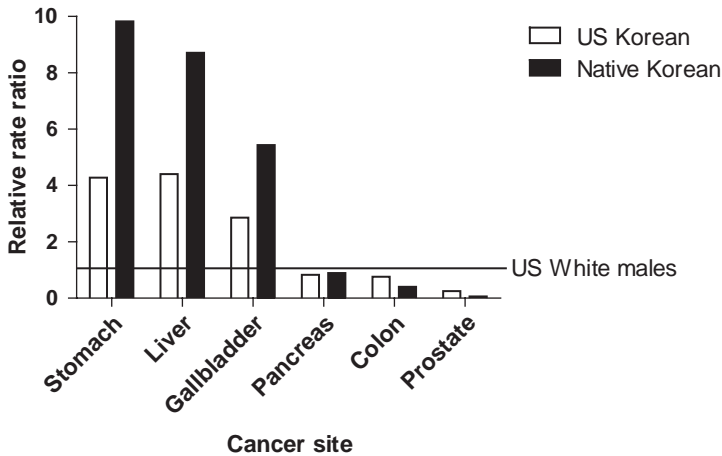 US Korean
Native Korean
Relative rate ratio
10
8
6
4
2
0
US White males
Stomach
Liver
Gallbladder
Pancreas
Colon
Prostate
Cancer site